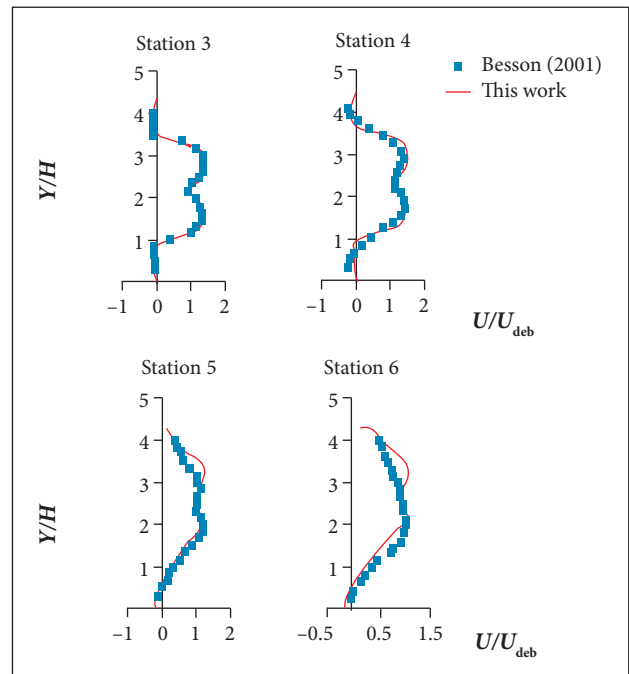 Station 3
Station 4
Besson (2001)
This work
Y/H
5
4
3
2
1
–1 0 1 2
5
4
3
2
1
–1 0 1 2
U/U_deb
Station 5
Station 6
Y/H
5
4
3
2
1
–1 0 1 2
5
4
3
2
1
–0.5 0.5 1.5
U/U_deb